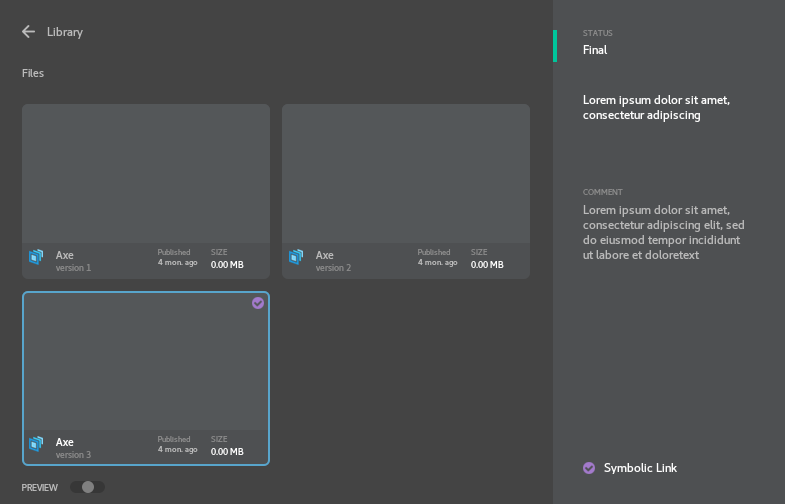 Library
Files
Axe
version 1
Published
4 mon. ago
SIZE
0.00 MB
Axe
version 2
Published
4 mon. ago
SIZE
0.00 MB
Axe
version 3
Published
4 mon. ago
SIZE
0.00 MB
PREVIEW
STATUS
Final
Lorem ipsum dolor sit amet,
consectetur adipiscing
COMMENT
Lorem ipsum dolor sit amet,
consectetur adipiscing elit, sed
do eiusmod tempor incididunt
ut labore et doloretext
Symbolic Link